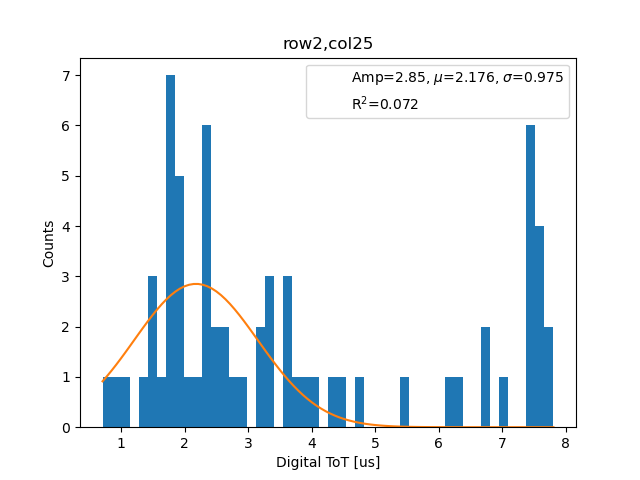 row2,col25
Amp=2.85, μ=2.176, σ=0.975
R²=0.072
7
6
5
4
3
2
1
0
Counts
1 2 3 4 5 6 7 8
Digital ToT [us]